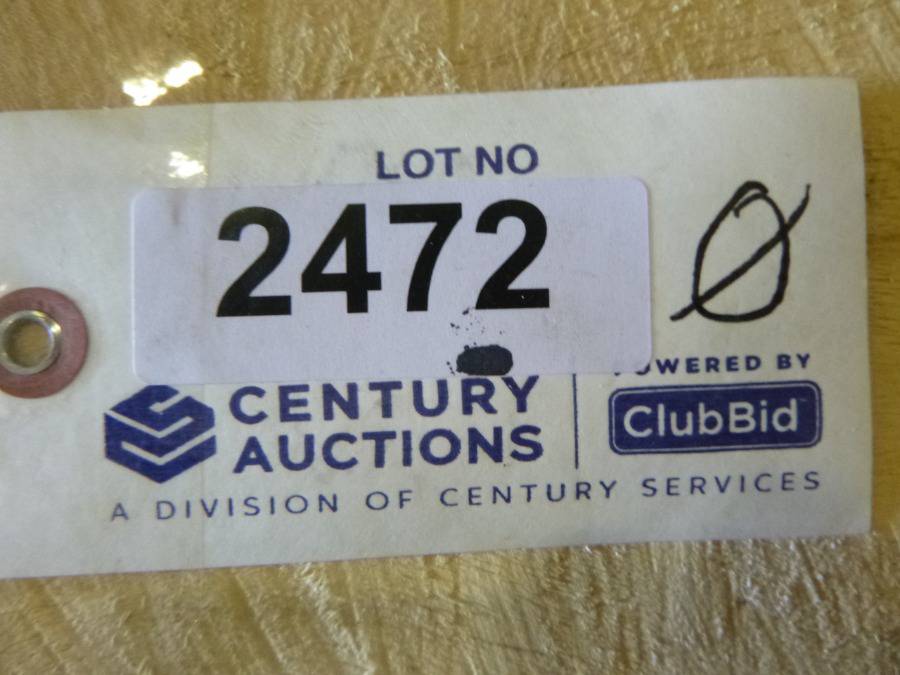 LOT NO
2472
Ø
CENTURY
AUCTIONS
POWERED BY
ClubBid
A DIVISION OF CENTURY SERVICES